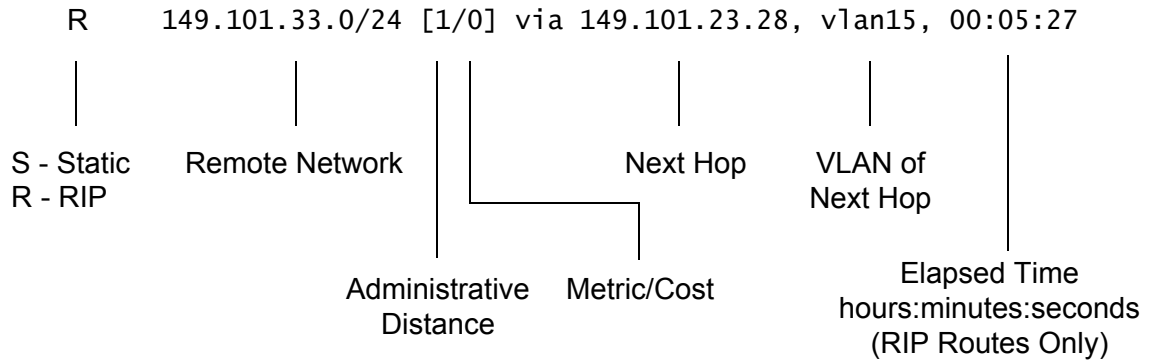 R 149.101.33.0/24 [1/0] via 149.101.23.28, vlan15, 00:05:27
S - Static
R - RIP
Remote Network
Next Hop
VLAN of
Next Hop
Administrative
Distance
Metric/Cost
Elapsed Time
hours:minutes:seconds
(RIP Routes Only)